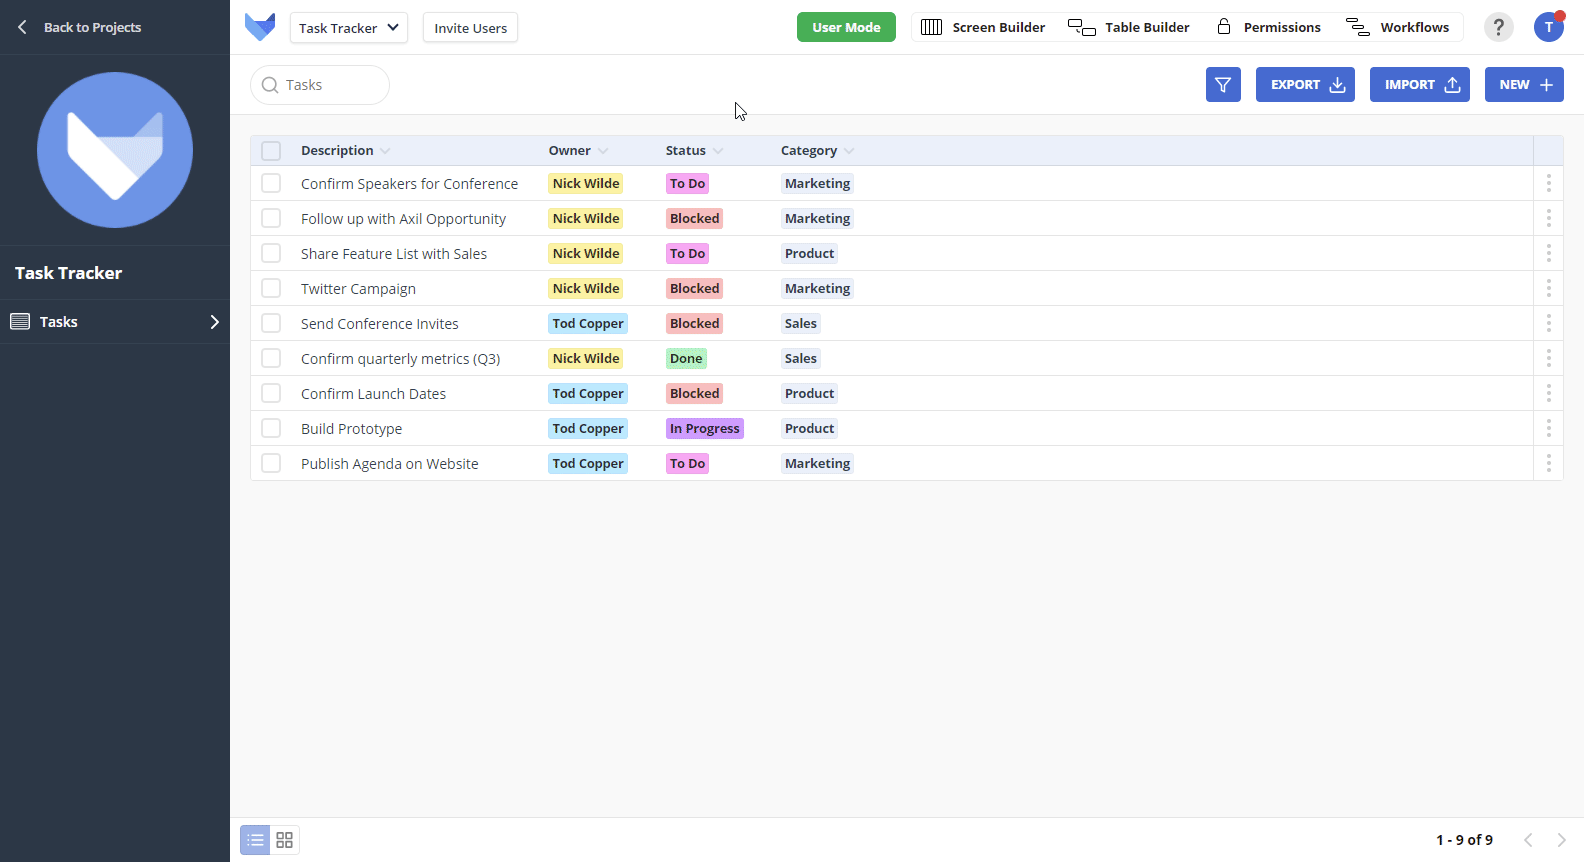 Back to Projects
Task Tracker
Invite Users
User Mode
Screen Builder
Table Builder
Permissions
Workflows
?
T
Tasks
EXPORT
IMPORT
NEW
Task Tracker
Tasks
Description Owner Status Category
Confirm Speakers for Conference Nick Wilde To Do Marketing
Follow up with Axil Opportunity Nick Wilde Blocked Marketing
Share Feature List with Sales Nick Wilde To Do Product
Twitter Campaign Nick Wilde Blocked Marketing
Send Conference Invites Tod Copper Blocked Sales
Confirm quarterly metrics (Q3) Nick Wilde Done Sales
Confirm Launch Dates Tod Copper Blocked Product
Build Prototype Tod Copper In Progress Product
Publish Agenda on Website Tod Copper To Do Marketing
1 - 9 of 9